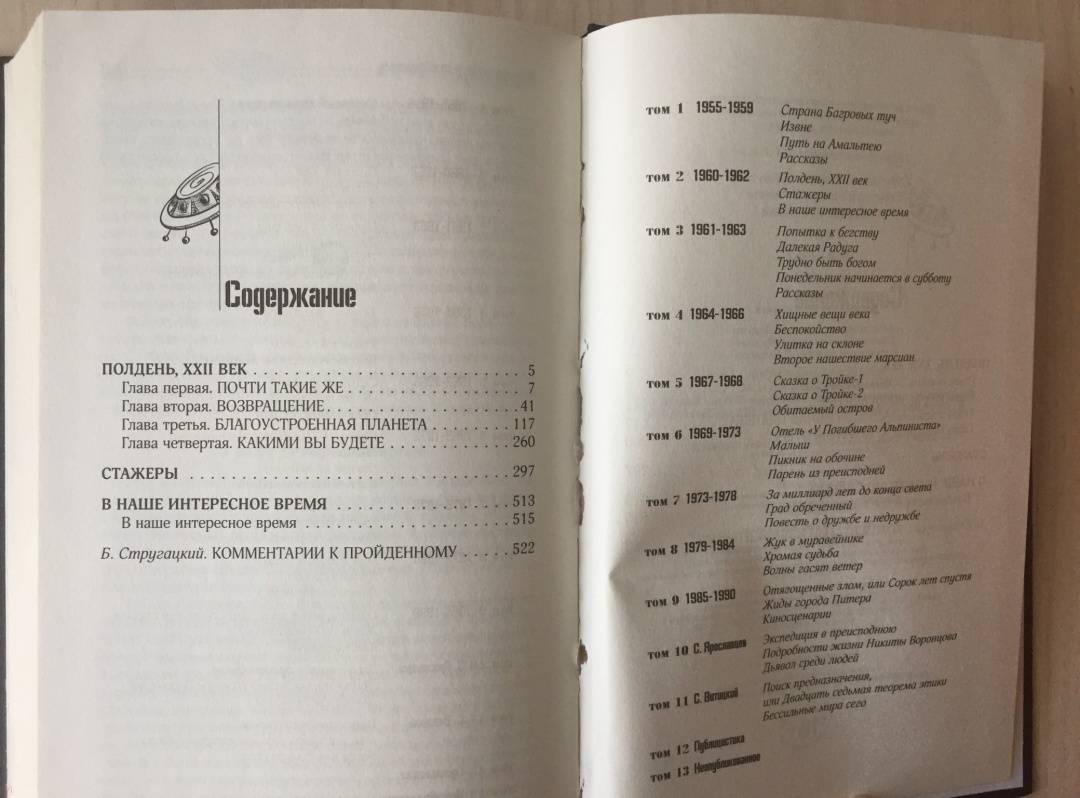 Содержание
ПОЛДЕНЬ, XXII ВЕК . . . . . . . . . . . . . . . . . . . . . . . . . . . . 5
Глава первая. ПОЧТИ ТАКИЕ ЖЕ . . . . . . . . . . . . . . . . 7
Глава вторая. ВОЗВРАЩЕНИЕ . . . . . . . . . . . . . . . . . . 41
Глава третья. БЛАГОУСТРОЕННАЯ ПЛАНЕТА . . . . . . . . 117
Глава четвертая. КАКИМИ ВЫ БУДЕТЕ . . . . . . . . . . . . 260
СТАЖЕРЫ . . . . . . . . . . . . . . . . . . . . . . . . . . . . . . 297
В НАШЕ ИНТЕРЕСНОЕ ВРЕМЯ . . . . . . . . . . . . . . . . . 513
В наше интересное время . . . . . . . . . . . . . . . . . . . . 515
Б. Стругацкий. КОММЕНТАРИИ К ПРОЙДЕННОМУ . . . . . 522
том 1 1955-1959 Страна Багровых туч
Извне
Путь на Амальтею
Рассказы
том 2 1960-1962 Полдень, XXII век
Стажеры
В наше интересное время
том 3 1961-1963 Попытка к бегству
Далекая Радуга
Трудно быть богом
Понедельник начинается в субботу
Рассказы
том 4 1964-1966 Хищные вещи века
Беспокойство
Улитка на склоне
Второе нашествие марсиан
том 5 1967-1968 Сказка о Тройке-1
Сказка о Тройке-2
Обитаемый остров
том 6 1969-1973 Отель «У Погибшего Альпиниста»
Малыш
Пикник на обочине
Парень из преисподней
том 7 1973-1978 За миллиард лет до конца света
Град обреченный
Повесть о дружбе и недружбе
том 8 1979-1984 Жук в муравейнике
Хромая судьба
Волны гасят ветер
том 9 1985-1990 Отягощенные злом, или Сорок лет спустя
Жиды города Питера
Киносценарии
том 10 С. Ярославцев Экспедиция в преисподнюю
Подробности жизни Никиты Воронцова
Дьявол среди людей
том 11 С. Витицкий Поиск предназначения,
или Двадцать седьмая теорема этики
Бессильные мира сего
том 12 Публицистика
том 13 Неопубликованное